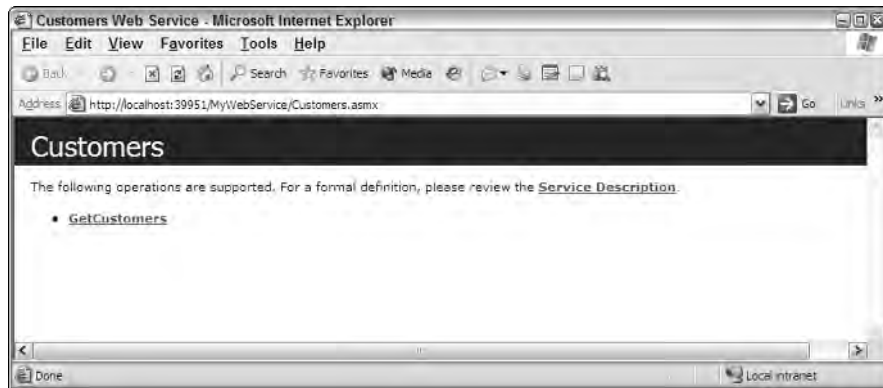 Customers Web Service - Microsoft Internet Explorer
File Edit View Favorites Tools Help
Back Search Favorites Media
Address http://localhost:39951/MyWebService/Customers.asmx Go Links »
Customers
The following operations are supported. For a formal definition, please review the Service Description.
• GetCustomers
Done Local intranet